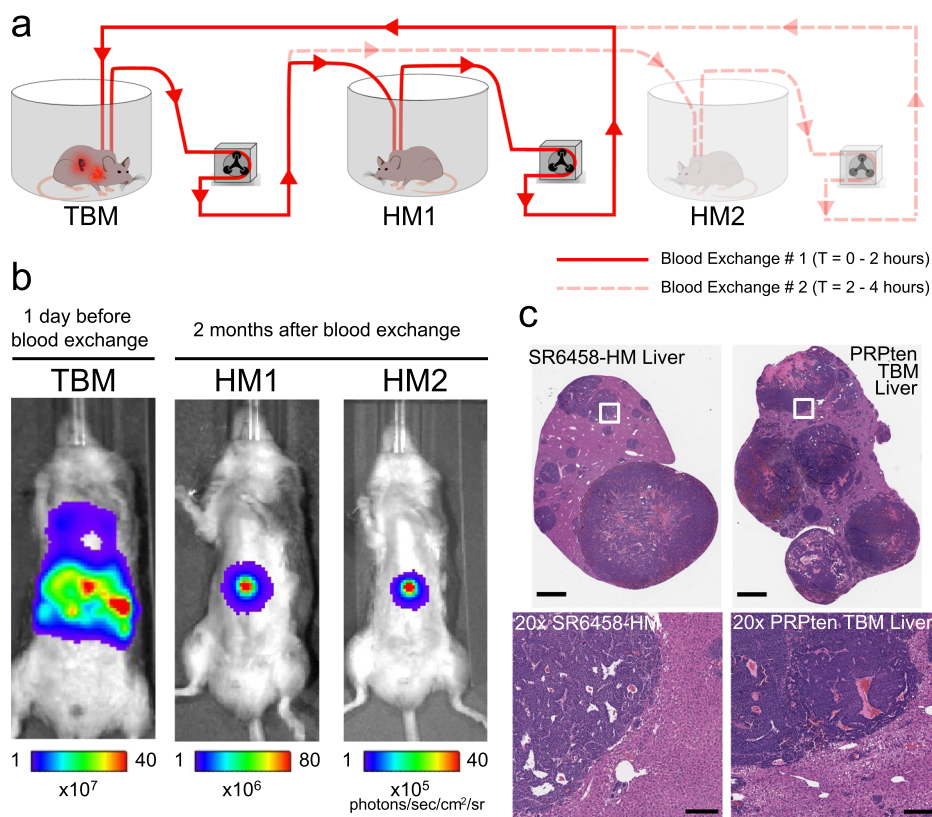 a
TBM
HM1
HM2
Blood Exchange # 1 (T = 0 - 2 hours)
Blood Exchange # 2 (T = 2 - 4 hours)
b
1 day before
blood exchange
2 months after blood exchange
TBM
HM1
HM2
1 40
x10⁷
1 80
x10⁶
1 40
x10⁵
photons/sec/cm²/sr
c
SR6458-HM Liver
PRPten
TBM
Liver
20x SR6458-HM
20x PRPten TBM Liver